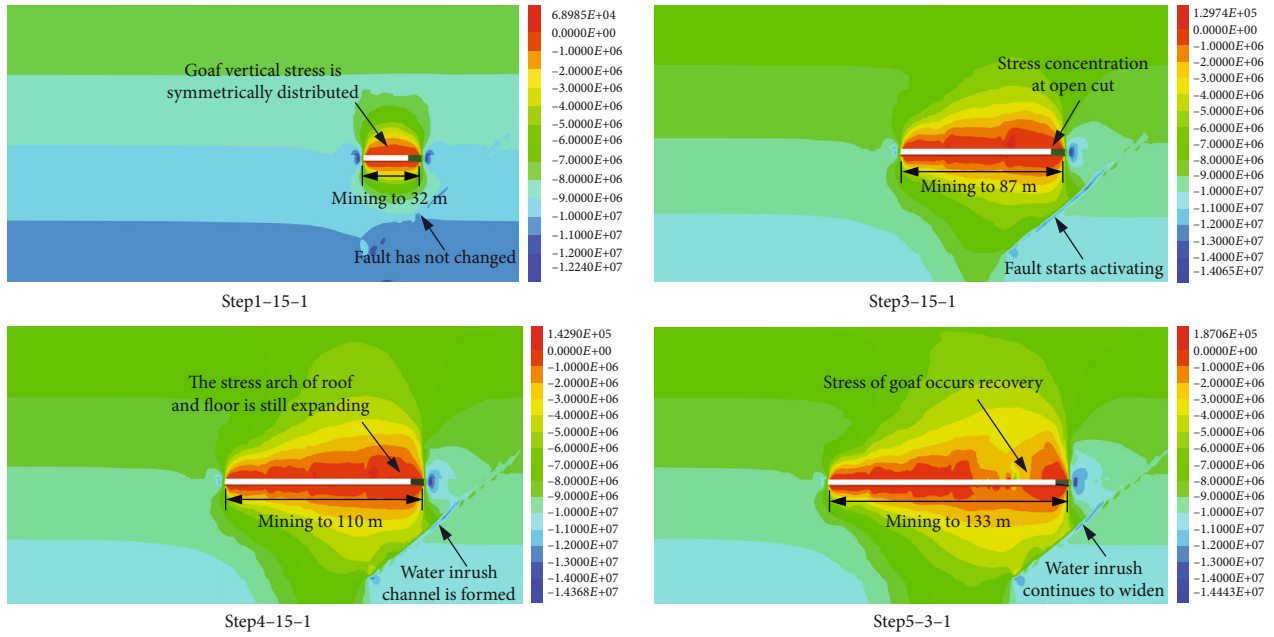 Goaf vertical stress is
symmetrically distributed
Mining to 32 m
Fault has not changed
6.8985E+04
0.0000E+00
–1.0000E+06
–2.0000E+06
–3.0000E+06
–4.0000E+06
–5.0000E+06
–6.0000E+06
–7.0000E+06
–8.0000E+06
–9.0000E+06
–1.0000E+07
–1.1000E+07
–1.2000E+07
–1.2240E+07
Step1–15–1
Stress concentration
at open cut
Mining to 87 m
Fault starts activating
1.2974E+05
0.0000E+00
–1.0000E+06
–2.0000E+06
–3.0000E+06
–4.0000E+06
–5.0000E+06
–6.0000E+06
–7.0000E+06
–8.0000E+06
–9.0000E+06
–1.0000E+07
–1.1000E+07
–1.2000E+07
–1.3000E+07
–1.4000E+07
–1.4065E+07
Step3–15–1
The stress arch of roof
and floor is still expanding
Mining to 110 m
Water inrush
channel is formed
1.4290E+05
0.0000E+00
–1.0000E+06
–2.0000E+06
–3.0000E+06
–4.0000E+06
–5.0000E+06
–6.0000E+06
–7.0000E+06
–8.0000E+06
–9.0000E+06
–1.0000E+07
–1.1000E+07
–1.2000E+07
–1.3000E+07
–1.4000E+07
–1.4368E+07
Step4–15–1
Stress of goaf occurs recovery
Mining to 133 m
Water inrush
continues to widen
1.8706E+05
0.0000E+00
–1.0000E+06
–2.0000E+06
–3.0000E+06
–4.0000E+06
–5.0000E+06
–6.0000E+06
–7.0000E+06
–8.0000E+06
–9.0000E+06
–1.0000E+07
–1.1000E+07
–1.2000E+07
–1.3000E+07
–1.4000E+07
–1.4443E+07
Step5–3–1